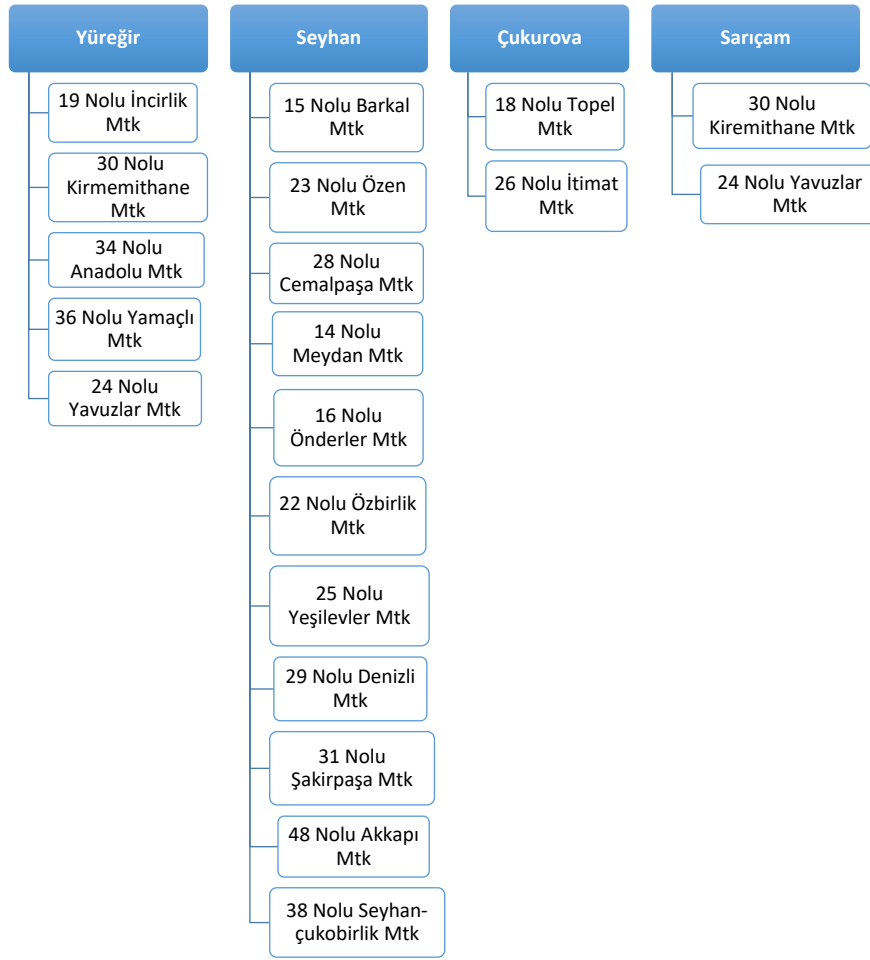 Yüreğir
19 Nolu İncirlik
Mtk
30 Nolu
Kirmemithane
Mtk
34 Nolu
Anadolu Mtk
36 Nolu Yamaçlı
Mtk
24 Nolu
Yavuzlar Mtk
Seyhan
15 Nolu Barkal
Mtk
23 Nolu Özen
Mtk
28 Nolu
Cemalpaşa Mtk
14 Nolu
Meydan Mtk
16 Nolu
Önderler Mtk
22 Nolu Özbirlik
Mtk
25 Nolu
Yeşilevler Mtk
29 Nolu Denizli
Mtk
31 Nolu
Şakirpaşa Mtk
48 Nolu Akkapı
Mtk
38 Nolu Seyhan-
çukobirlik Mtk
Çukurova
18 Nolu Topel
Mtk
26 Nolu İtimat
Mtk
Sarıçam
30 Nolu
Kiremithane Mtk
24 Nolu Yavuzlar
Mtk